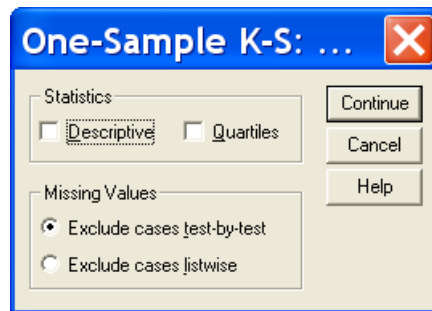 One-Sample K-S: ...
Statistics
Descriptive Quartiles
Continue
Cancel
Help
Missing Values
Exclude cases test-by-test
Exclude cases listwise